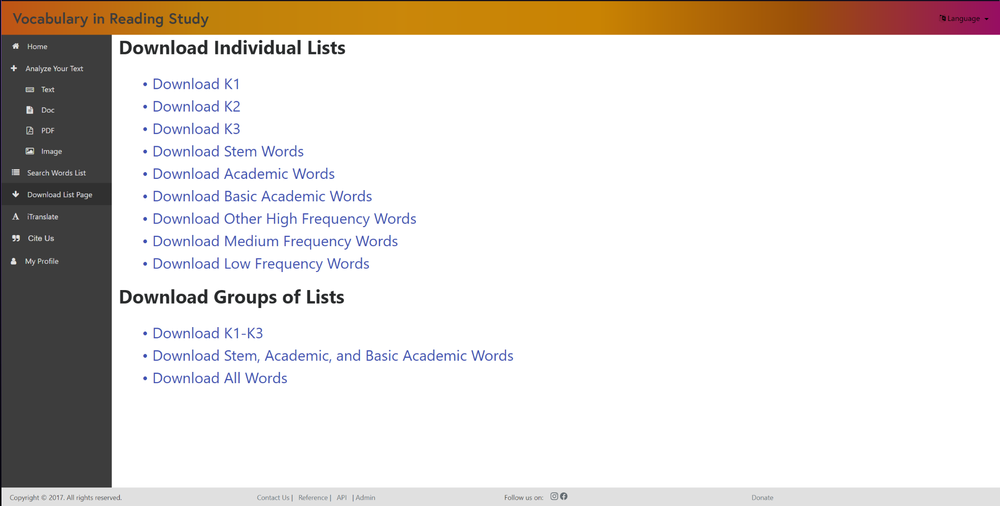 Vocabulary in Reading Study
Language
Home
Analyze Your Text
Text
Doc
PDF
Image
Search Words List
Download List Page
iTranslate
Cite Us
My Profile
Download Individual Lists
• Download K1
• Download K2
• Download K3
• Download Stem Words
• Download Academic Words
• Download Basic Academic Words
• Download Other High Frequency Words
• Download Medium Frequency Words
• Download Low Frequency Words
Download Groups of Lists
• Download K1-K3
• Download Stem, Academic, and Basic Academic Words
• Download All Words
Copyright © 2017. All rights reserved.
Contact Us | Reference | API | Admin
Follow us on:
Donate